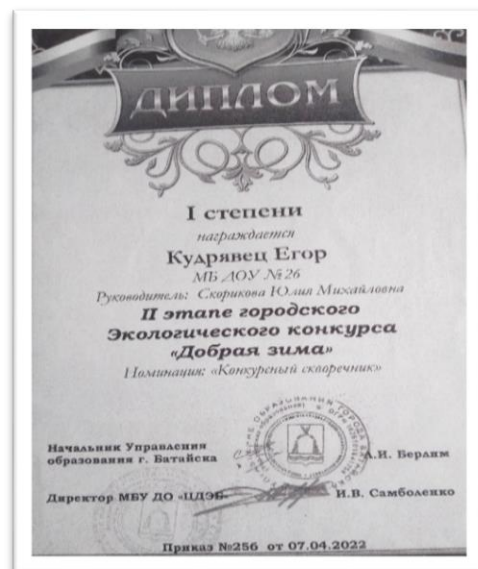 ДИПЛОМ
I степени
награждается
Кудрявец Егор
МБ ДОУ №26
Руководитель: Скорикова Юлия Михайловна
II этапе городского
Экологического конкурса
«Добрая зима»
Номинация: «Конкурсный скворечник»
Начальник Управления
образования г. Батайска
Л.И. Берлим
Директор МБУ ДО «ЦДЭБ»
И.В. Самболенко
Приказ №256 от 07.04.2022